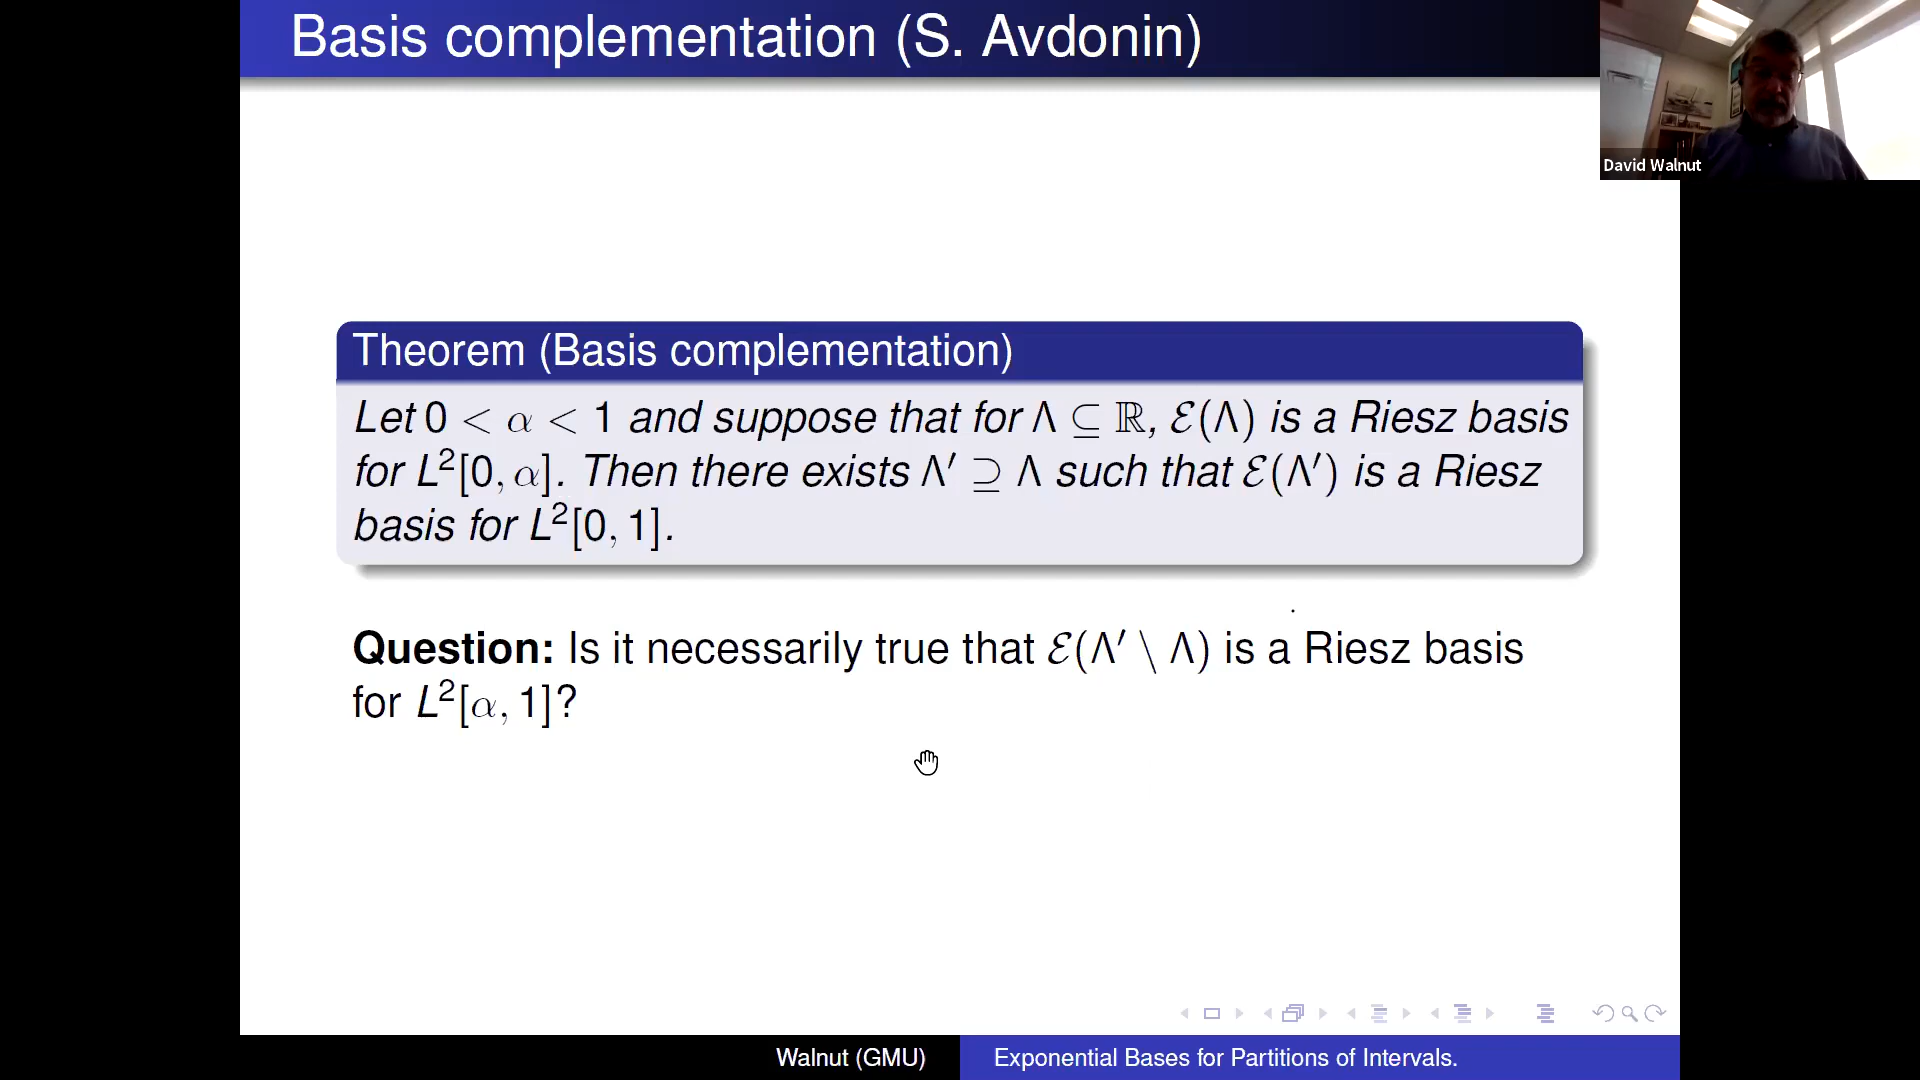 Basis complementation (S. Avdonin)
David Walnut
Theorem (Basis complementation)
Let 0 < α < 1 and suppose that for Λ ⊆ ℝ, ℰ(Λ) is a Riesz basis
for L²[0, α]. Then there exists Λ′ ⊇ Λ such that ℰ(Λ′) is a Riesz
basis for L²[0, 1].
Question: Is it necessarily true that ℰ(Λ′ \ Λ) is a Riesz basis
for L²[α, 1]?
Walnut (GMU)
Exponential Bases for Partitions of Intervals.